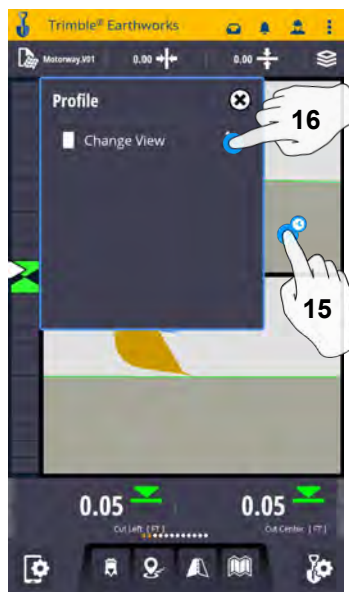 Trimble® Earthworks
Motorway.V01 0.00 0.00
Profile
16
Change View
15
0.05 0.05
Cut Left [FT] Cut Center [FT]